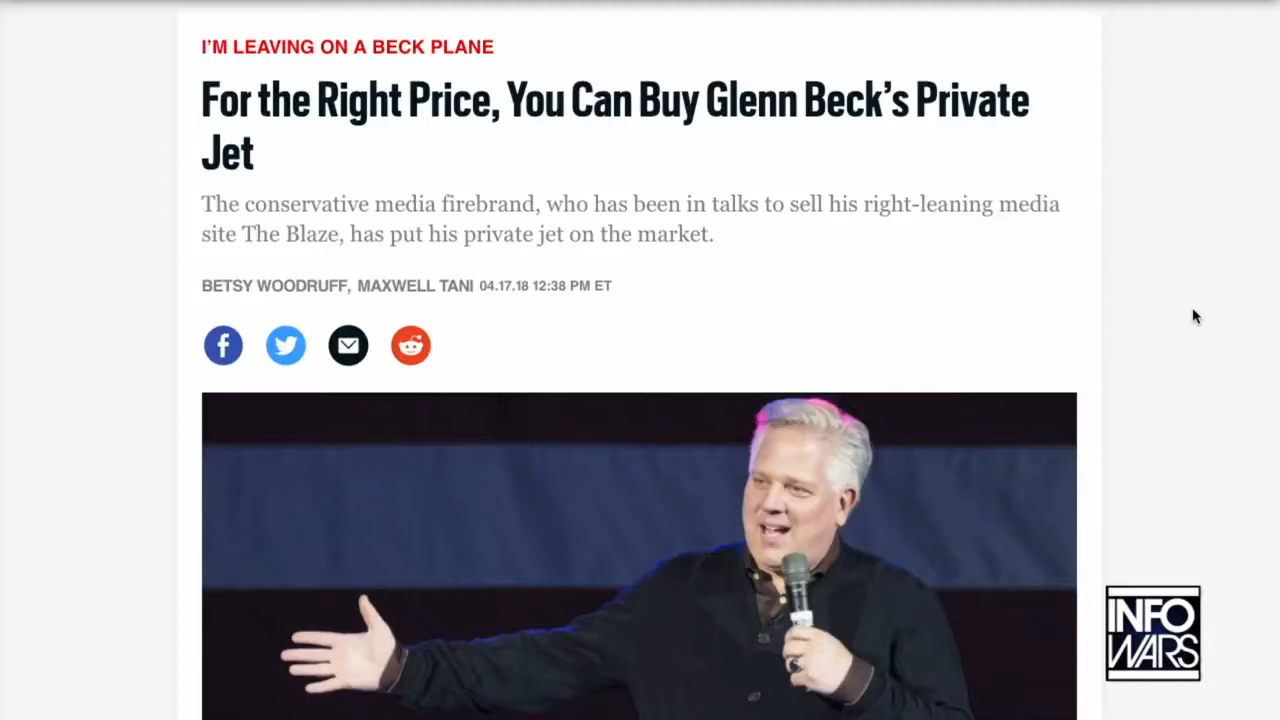 I'M LEAVING ON A BECK PLANE
For the Right Price, You Can Buy Glenn Beck's Private
Jet
The conservative media firebrand, who has been in talks to sell his right-leaning media
site The Blaze, has put his private jet on the market.
BETSY WOODRUFF, MAXWELL TANI 04.17.18 12:38 PM ET
INFO
WARS